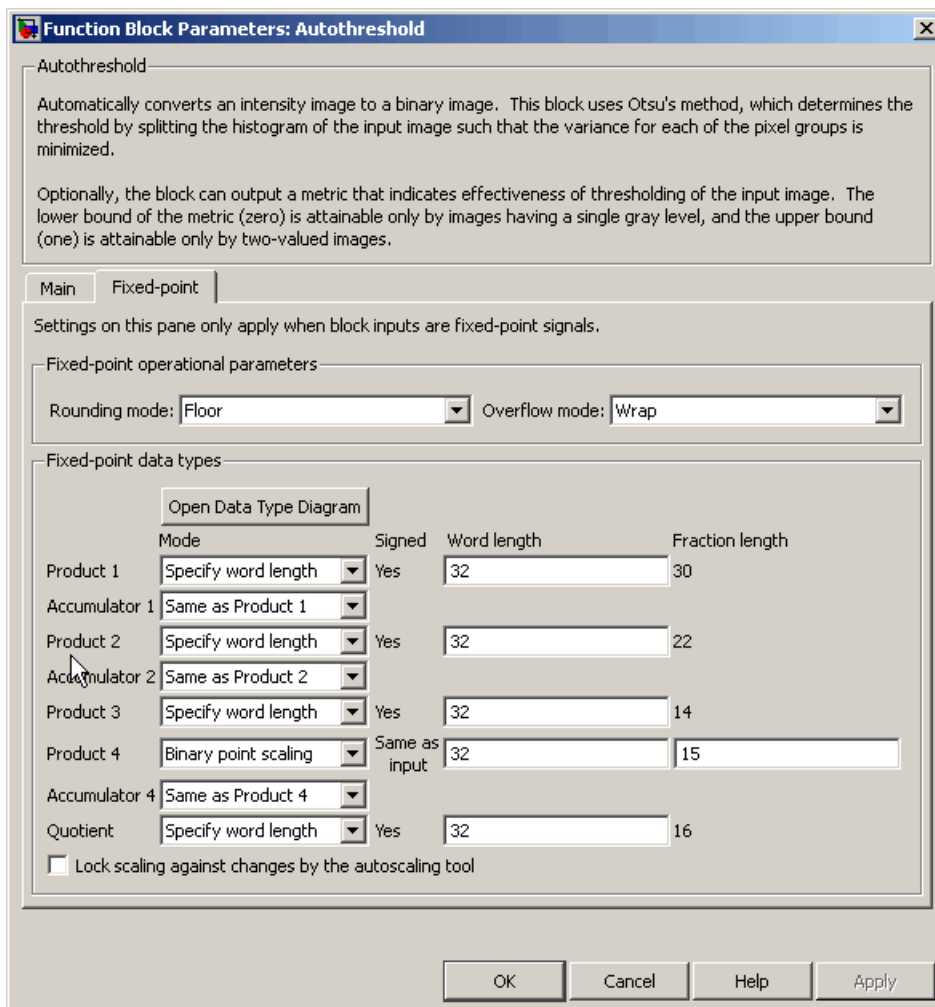 Function Block Parameters: Autothreshold
Autothreshold
Automatically converts an intensity image to a binary image.  This block uses Otsu's method, which determines the
threshold by splitting the histogram of the input image such that the variance for each of the pixel groups is
minimized.
Optionally, the block can output a metric that indicates effectiveness of thresholding of the input image.  The
lower bound of the metric (zero) is attainable only by images having a single gray level, and the upper bound
(one) is attainable only by two-valued images.
Main Fixed-point
Settings on this pane only apply when block inputs are fixed-point signals.
Fixed-point operational parameters
Rounding mode: Floor Overflow mode: Wrap
Fixed-point data types
Open Data Type Diagram
Mode Signed Word length Fraction length
Product 1 Specify word length Yes 32 30
Accumulator 1 Same as Product 1
Product 2 Specify word length Yes 32 22
Accumulator 2 Same as Product 2
Product 3 Specify word length Yes 32 14
Product 4 Binary point scaling Same as input 32 15
Accumulator 4 Same as Product 4
Quotient Specify word length Yes 32 16
Lock scaling against changes by the autoscaling tool
OK Cancel Help Apply